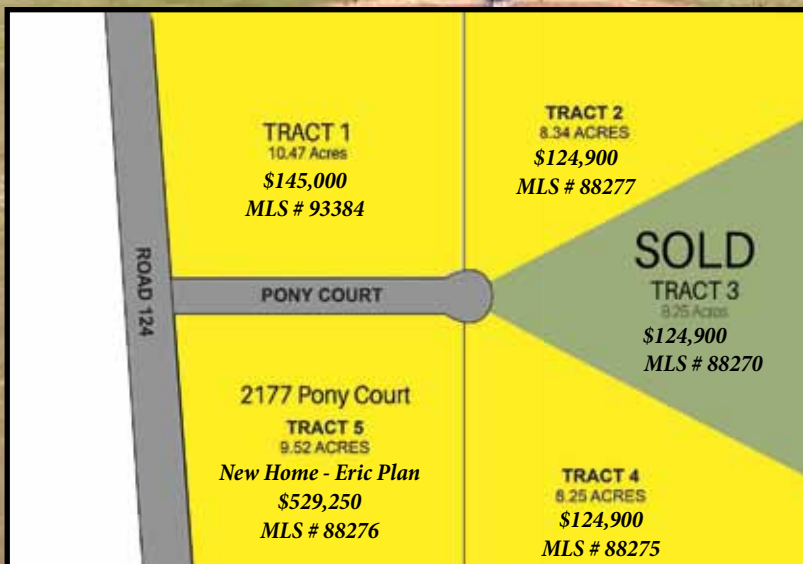 TRACT 1
10.47 Acres
$145,000
MLS # 93384
TRACT 2
8.34 ACRES
$124,900
MLS # 88277
SOLD
TRACT 3
8.25 Acres
$124,900
MLS # 88270
ROAD 124
PONY COURT
2177 Pony Court
TRACT 5
9.52 ACRES
New Home - Eric Plan
$529,250
MLS # 88276
TRACT 4
8.25 ACRES
$124,900
MLS # 88275